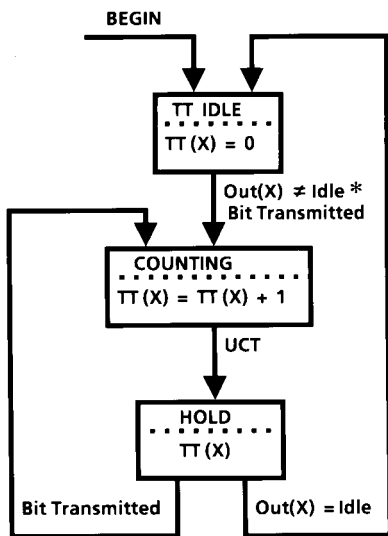 BEGIN
TT IDLE
TT (X) = 0
Out(X) ≠ Idle *
Bit Transmitted
COUNTING
TT (X) = TT (X) + 1
UCT
HOLD
TT (X)
Bit Transmitted
Out(X) = Idle